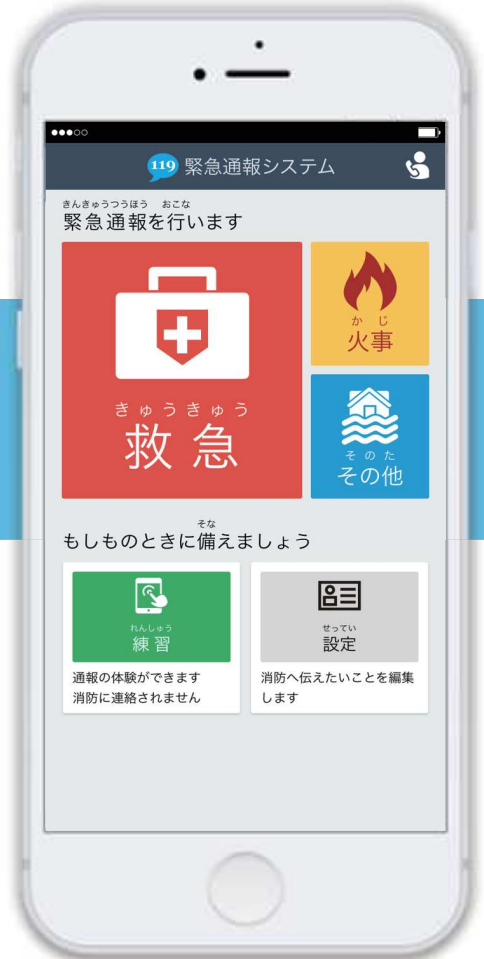 119 緊急通報システム
きんきゅうつうほう おこな
緊急通報を行います
きゅうきゅう
救急
かじ
火事
そのた
その他
そな
もしものときに備えましょう
れんしゅう
練習
通報の体験ができます
消防に連絡されません
せってい
設定
消防へ伝えたいことを編集
します